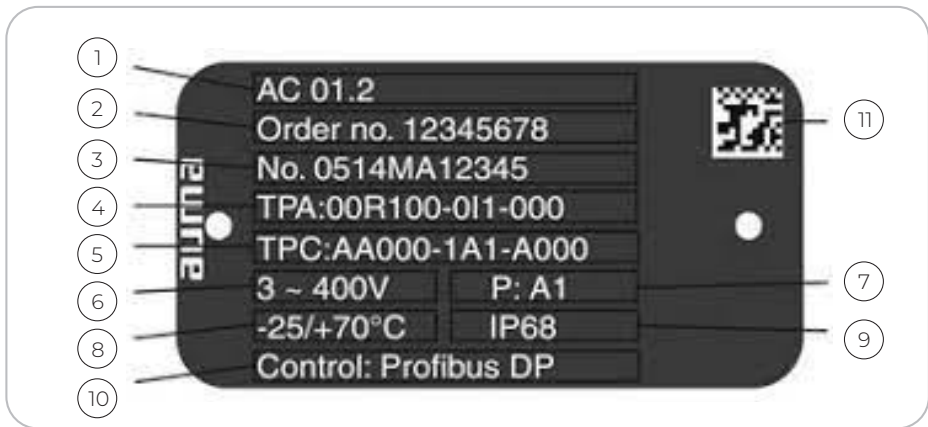 1 AC 01.2
2 Order no. 12345678 11
3 No. 0514MA12345
4 TPA:00R100-0I1-000
auma
5 TPC:AA000-1A1-A000
6 3 ~ 400V P: A1 7
8 -25/+70°C IP68 9
10 Control: Profibus DP